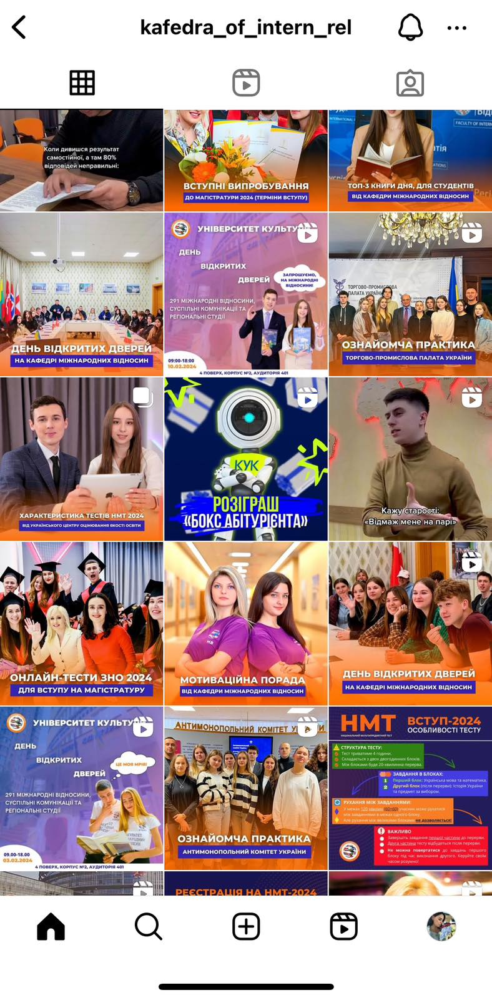 kafedra_of_intern_rel
Коли дивишся результат
самостійної, а там 80%
відповідей неправильні:
ВСТУПНІ ВИПРОБУВАННЯ
ДО МАГІСТРАТУРИ 2024 (ТЕРМІНИ ВСТУПУ)
FACULTY OF INTERN
ТОП-3 КНИГИ ДНЯ, ДЛЯ СТУДЕНТІВ
ВІД КАФЕДРИ МІЖНАРОДНИХ ВІДНОСИН
ДЕНЬ ВІДКРИТИХ ДВЕРЕЙ
НА КАФЕДРІ МІЖНАРОДНИХ ВІДНОСИН
УНІВЕРСИТЕТ КУЛЬТУ
ДЕНЬ
ВІДКРИТИХ
ДВЕРЕЙ
ЗАПРОШУЄМО,
НА МІЖНАРОДНІ
ВІДНОСИНИ!
291 МІЖНАРОДНІ ВІДНОСИНИ,
СУСПІЛЬНІ КОМУНІКАЦІЇ ТА
РЕГІОНАЛЬНІ СТУДІЇ
09:00-18:00
10.02.2024
4 ПОВЕРХ, КОРПУС №2, АУДИТОРІЯ 401
ТОРГОВО-ПРОМИСЛОВА
ПАЛАТА УКРАЇНИ
ОЗНАЙОМЧА ПРАКТИКА
ТОРГОВО-ПРОМИСЛОВА ПАЛАТА УКРАЇНИ
ХАРАКТЕРИСТИКА ТЕСТІВ НМТ 2024
ВІД УКРАЇНСЬКОГО ЦЕНТРУ ОЦІНЮВАННЯ ЯКОСТІ ОСВІТИ
КУК
РОЗІГРАШ
«БОКС АБІТУРІЄНТА»
Кажу старості:
«Відмаж мене на парі»
ОНЛАЙН-ТЕСТИ ЗНО 2024
ДЛЯ ВСТУПУ НА МАГІСТРАТУРУ
МВ
МОТИВАЦІЙНА ПОРАДА
ВІД КАФЕДРИ МІЖНАРОДНИХ ВІДНОСИН
ДЕНЬ ВІДКРИТИХ ДВЕРЕЙ
НА КАФЕДРІ МІЖНАРОДНИХ ВІДНОСИН
УНІВЕРСИТЕТ КУЛЬТУ
ДЕНЬ
ВІДКРИТИХ
ДВЕРЕЙ
ЦЕ МОЯ МРІЯ!
291 МІЖНАРОДНІ ВІДНОСИНИ,
СУСПІЛЬНІ КОМУНІКАЦІЇ ТА
РЕГІОНАЛЬНІ СТУДІЇ
09.00-18.00
03.02.2024
4 ПОВЕРХ, КОРПУС №2, АУДИТОРІЯ 401
АНТИМОНОПОЛЬНИЙ КОМІТЕТ
ОЗНАЙОМЧА ПРАКТИКА
АНТИМОНОПОЛЬНИЙ КОМІТЕТ УКРАЇНИ
НМТ
НАЦІОНАЛЬНИЙ МУЛЬТИПРЕДМЕТНИЙ ТЕСТ
ВСТУП-2024
ОСОБЛИВОСТІ ТЕСТУ
СТРУКТУРА ТЕСТУ:
Тест триватиме 4 години.
Складається з двох двогодинних блоків.
Між блоками буде 20-хвилинна перерва.
ЗАВДАННЯ В БЛОКАХ:
1 Перший блок: Українська мова та математика.
2 Другий блок (після перерви): Історія України
та предмет за вибором.
РУХАННЯ МІЖ ЗАВДАННЯМИ:
У межах 120 хвилин (60+60) учасник може рухатися
між завданнями в межах одного блоку.
Але рухання між великими блоками не дозволяється!
ВАЖЛИВО
Завершіть завдання першої частини до перерви.
Друга частина тесту відбудеться після перерви.
Не можна повертатися до завдань першого
блоку під час виконання другого. Керуйте своїм
часом розумно!
РЕЄСТРАЦІЯ НА НМТ-2024